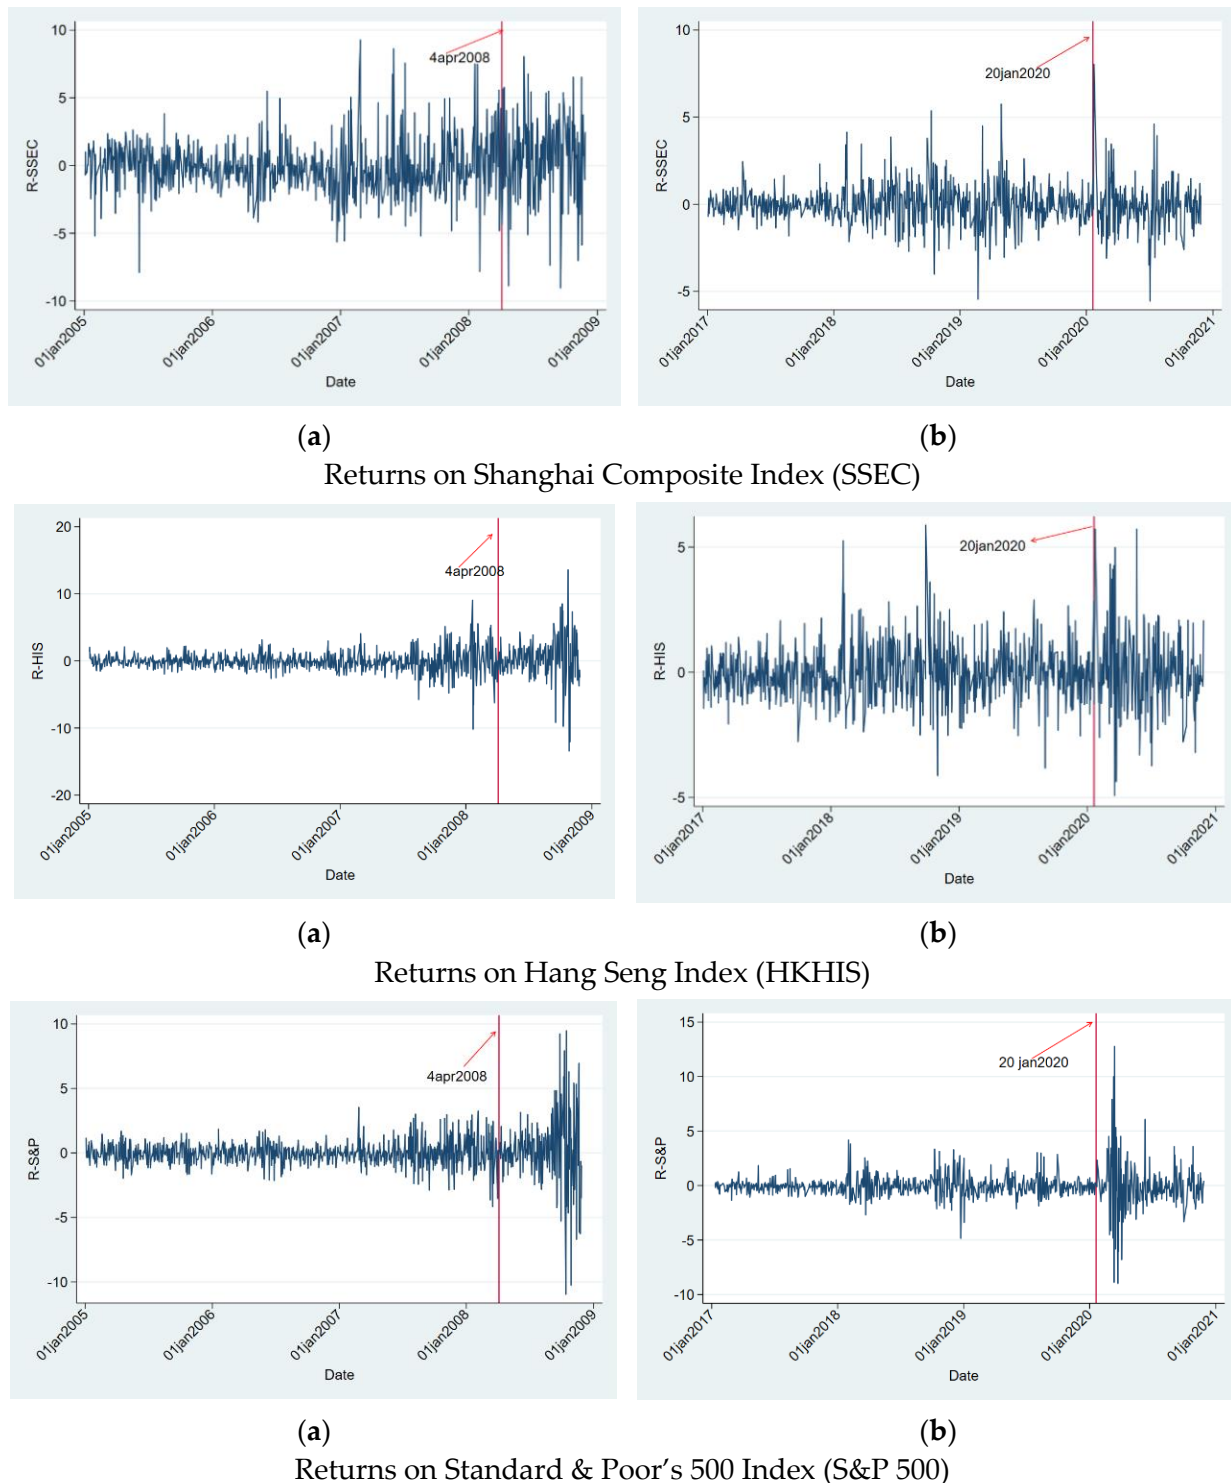 10
5
0
-5
-10
R-SSEC
4apr2008
01jan2005
01jan2006
01jan2007
01jan2008
01jan2009
Date
10
5
0
-5
R-SSEC
20jan2020
01jan2017
01jan2018
01jan2019
01jan2020
01jan2021
Date
(a)
(b)
Returns on Shanghai Composite Index (SSEC)
20
10
0
-10
-20
R-HIS
4apr2008
01jan2005
01jan2006
01jan2007
01jan2008
01jan2009
Date
5
0
-5
R-HIS
20jan2020
01jan2017
01jan2018
01jan2019
01jan2020
01jan2021
Date
(a)
(b)
Returns on Hang Seng Index (HKHIS)
10
5
0
-5
-10
R-S&P
4apr2008
01jan2005
01jan2006
01jan2007
01jan2008
01jan2009
Date
15
10
5
0
-5
-10
R-S&P
20 jan2020
01jan2017
01jan2018
01jan2019
01jan2020
01jan2021
Date
(a)
(b)
Returns on Standard & Poor's 500 Index (S&P 500)